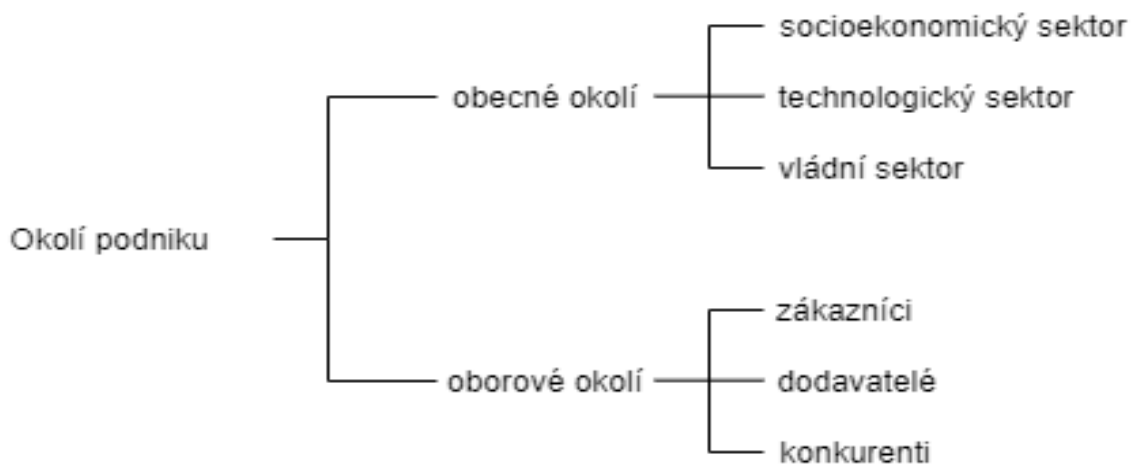 socioekonomický sektor
obecné okolí
technologický sektor
vládní sektor
Okolí podniku
zákazníci
oborové okolí
dodavatelé
konkurenti